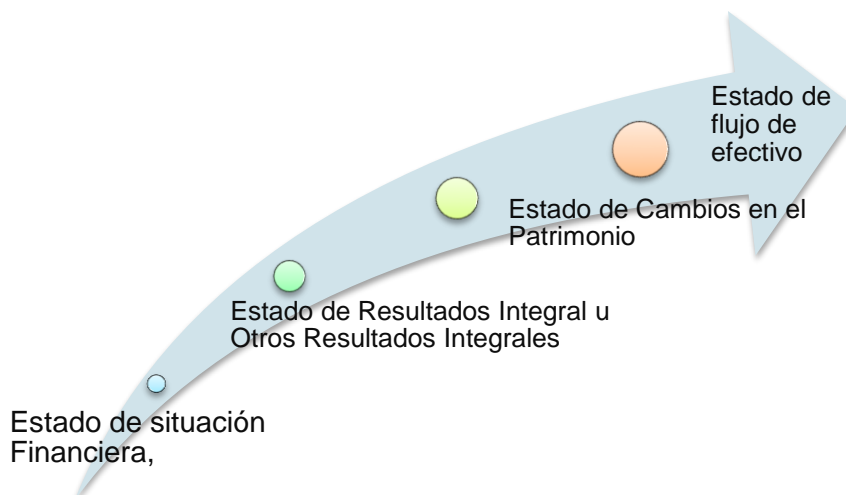 Estado de
flujo de
efectivo
Estado de Cambios en el
Patrimonio
Estado de Resultados Integral u
Otros Resultados Integrales
Estado de situación
Financiera,